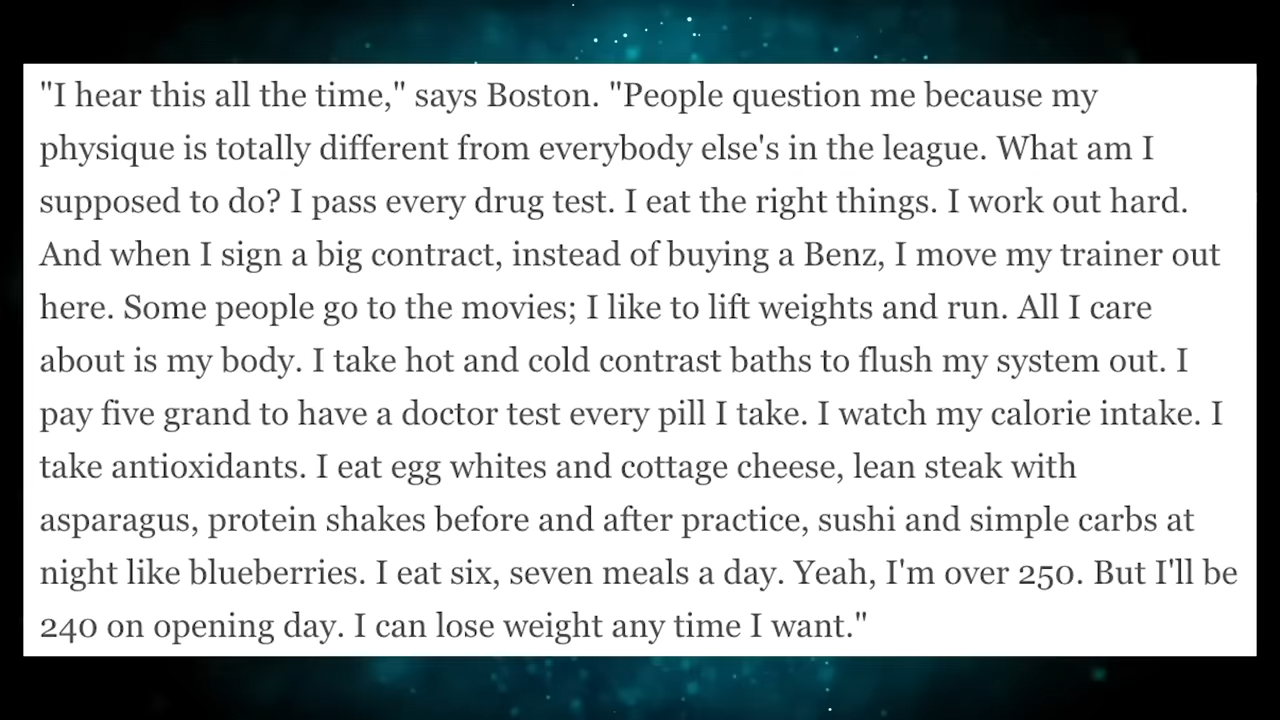 "I hear this all the time," says Boston. "People question me because my
physique is totally different from everybody else's in the league. What am I
supposed to do? I pass every drug test. I eat the right things. I work out hard.
And when I sign a big contract, instead of buying a Benz, I move my trainer out
here. Some people go to the movies; I like to lift weights and run. All I care
about is my body. I take hot and cold contrast baths to flush my system out. I
pay five grand to have a doctor test every pill I take. I watch my calorie intake. I
take antioxidants. I eat egg whites and cottage cheese, lean steak with
asparagus, protein shakes before and after practice, sushi and simple carbs at
night like blueberries. I eat six, seven meals a day. Yeah, I'm over 250. But I'll be
240 on opening day. I can lose weight any time I want."